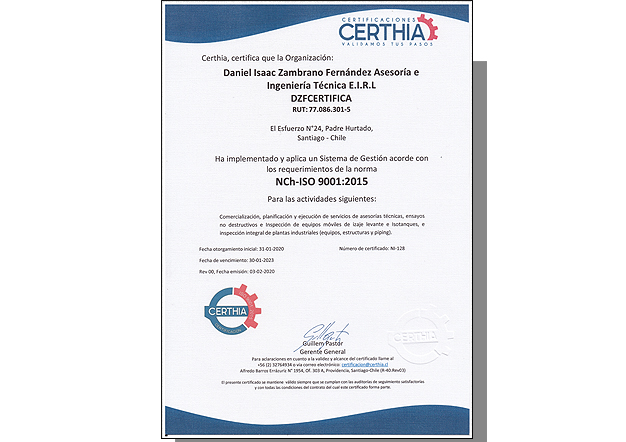 CERTIFICACIONES
CERTHIA
VALIDAMOS TUS PASOS
Certhia, certifica que la Organización:
Daniel Isaac Zambrano Fernández Asesoría e
Ingeniería Técnica E.I.R.L
DZFCERTIFICA
RUT: 77.086.301-5
El Esfuerzo N°24, Padre Hurtado,
Santiago - Chile
Ha implementado y aplica un Sistema de Gestión acorde con
los requerimientos de la norma
NCh-ISO 9001:2015
Para las actividades siguientes:
Comercialización, planificación y ejecución de servicios de asesorías técnicas, ensayos
no destructivos e Inspección de equipos móviles de izaje levante e Isotanques, e
inspección integral de plantas industriales (equipos, estructuras y piping).
Fecha otorgamiento inicial: 31-01-2020 Número de certificado: NI-128
Fecha de vencimiento: 30-01-2023
Rev 00, Fecha emisión: 03-02-2020
CERTHIA
Guillem Pastor
Gerente General
Para aclaraciones en cuanto a la validez y alcance del certificado llame al
+56 (2) 32764934 o vía correo electrónico: certificacion@certhia.cl
Alfredo Barros Errázuriz N° 1954, Of. 303 A, Providencia, Santiago-Chile (R-40.Rev03)
El presente certificado se mantiene válido siempre que se cumplan con las auditorías de seguimiento satisfactorias
y con todas las condiciones del contrato del cual este certificado forma parte.